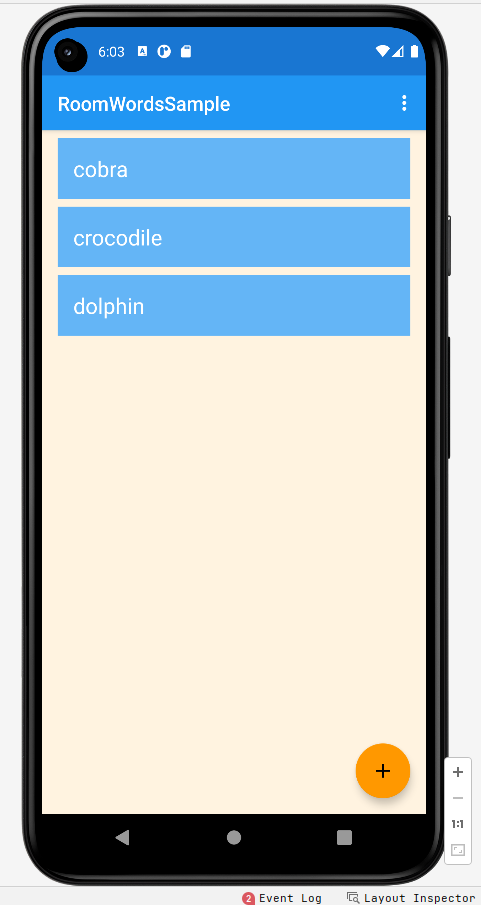 6:03 A
RoomWordsSample
cobra
crocodile
dolphin
+
+
−
1:1
2 Event Log Layout Inspector